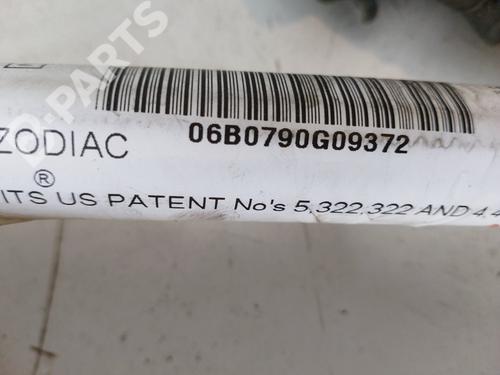 06B0790G09372
ZODIAC
®
ITS US PATENT No's 5,322,322 AND 4,4
D-PARTS